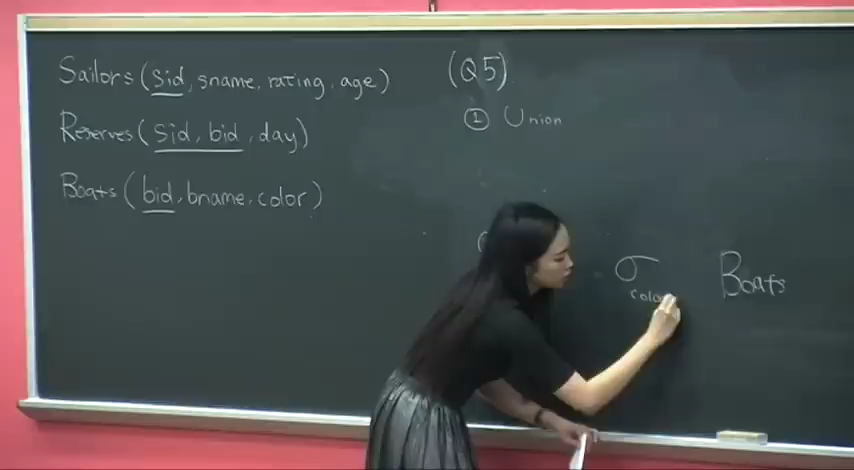 Sailors (sid, sname, rating, age)
Reserves (sid, bid, day)
Boats (bid, bname, color)
(Q5)
① Union
σ Boats